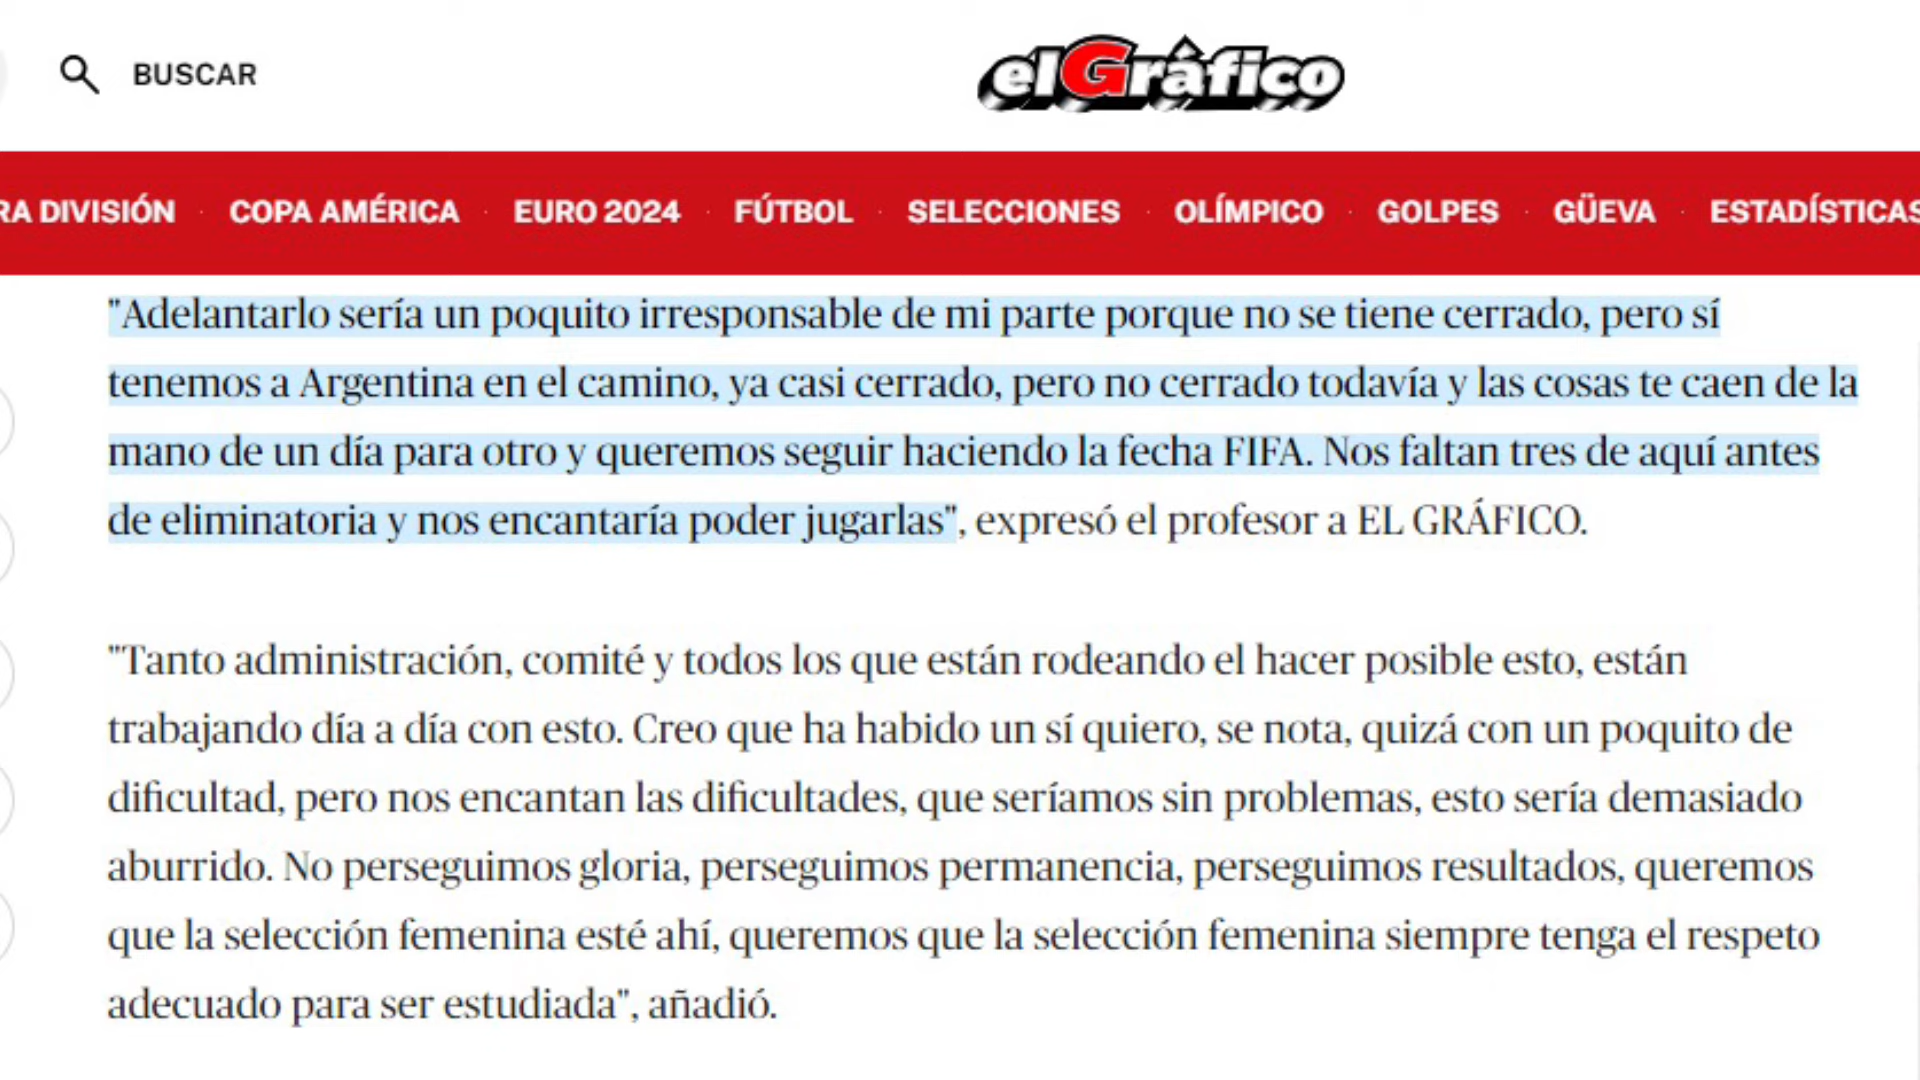 BUSCAR
elGráfico
RA DIVISIÓN · COPA AMÉRICA · EURO 2024 · FÚTBOL · SELECCIONES · OLÍMPICO · GOLPES · GÜEVA · ESTADÍSTICAS
"Adelantarlo sería un poquito irresponsable de mi parte porque no se tiene cerrado, pero sí
tenemos a Argentina en el camino, ya casi cerrado, pero no cerrado todavía y las cosas te caen de la
mano de un día para otro y queremos seguir haciendo la fecha FIFA. Nos faltan tres de aquí antes
de eliminatoria y nos encantaría poder jugarlas", expresó el profesor a EL GRÁFICO.
"Tanto administración, comité y todos los que están rodeando el hacer posible esto, están
trabajando día a día con esto. Creo que ha habido un sí quiero, se nota, quizá con un poquito de
dificultad, pero nos encantan las dificultades, que seríamos sin problemas, esto sería demasiado
aburrido. No perseguimos gloria, perseguimos permanencia, perseguimos resultados, queremos
que la selección femenina esté ahí, queremos que la selección femenina siempre tenga el respeto
adecuado para ser estudiada", añadió.